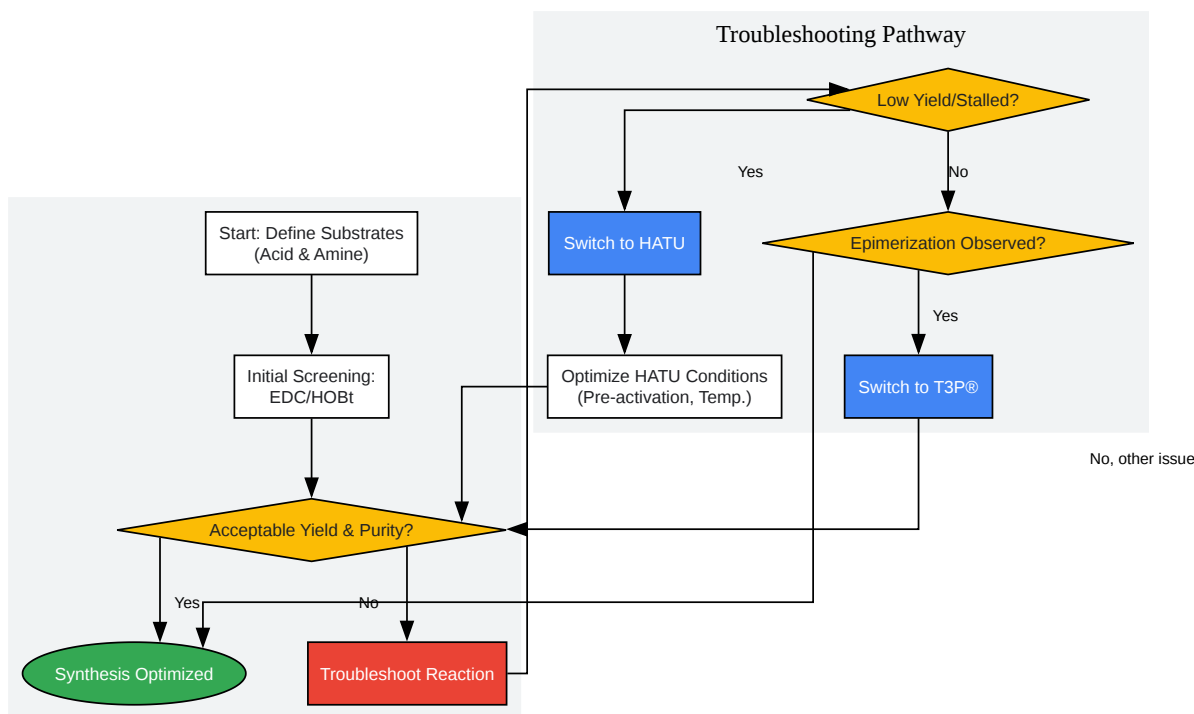 Troubleshooting Pathway
Low Yield/Stalled?
Yes
No
Start: Define Substrates
(Acid & Amine)
Switch to HATU
Epimerization Observed?
Yes
Initial Screening:
EDC/HOBt
Optimize HATU Conditions
(Pre-activation, Temp.)
Switch to T3P®
No, other issue
Acceptable Yield & Purity?
Yes
No
Synthesis Optimized
Troubleshoot Reaction